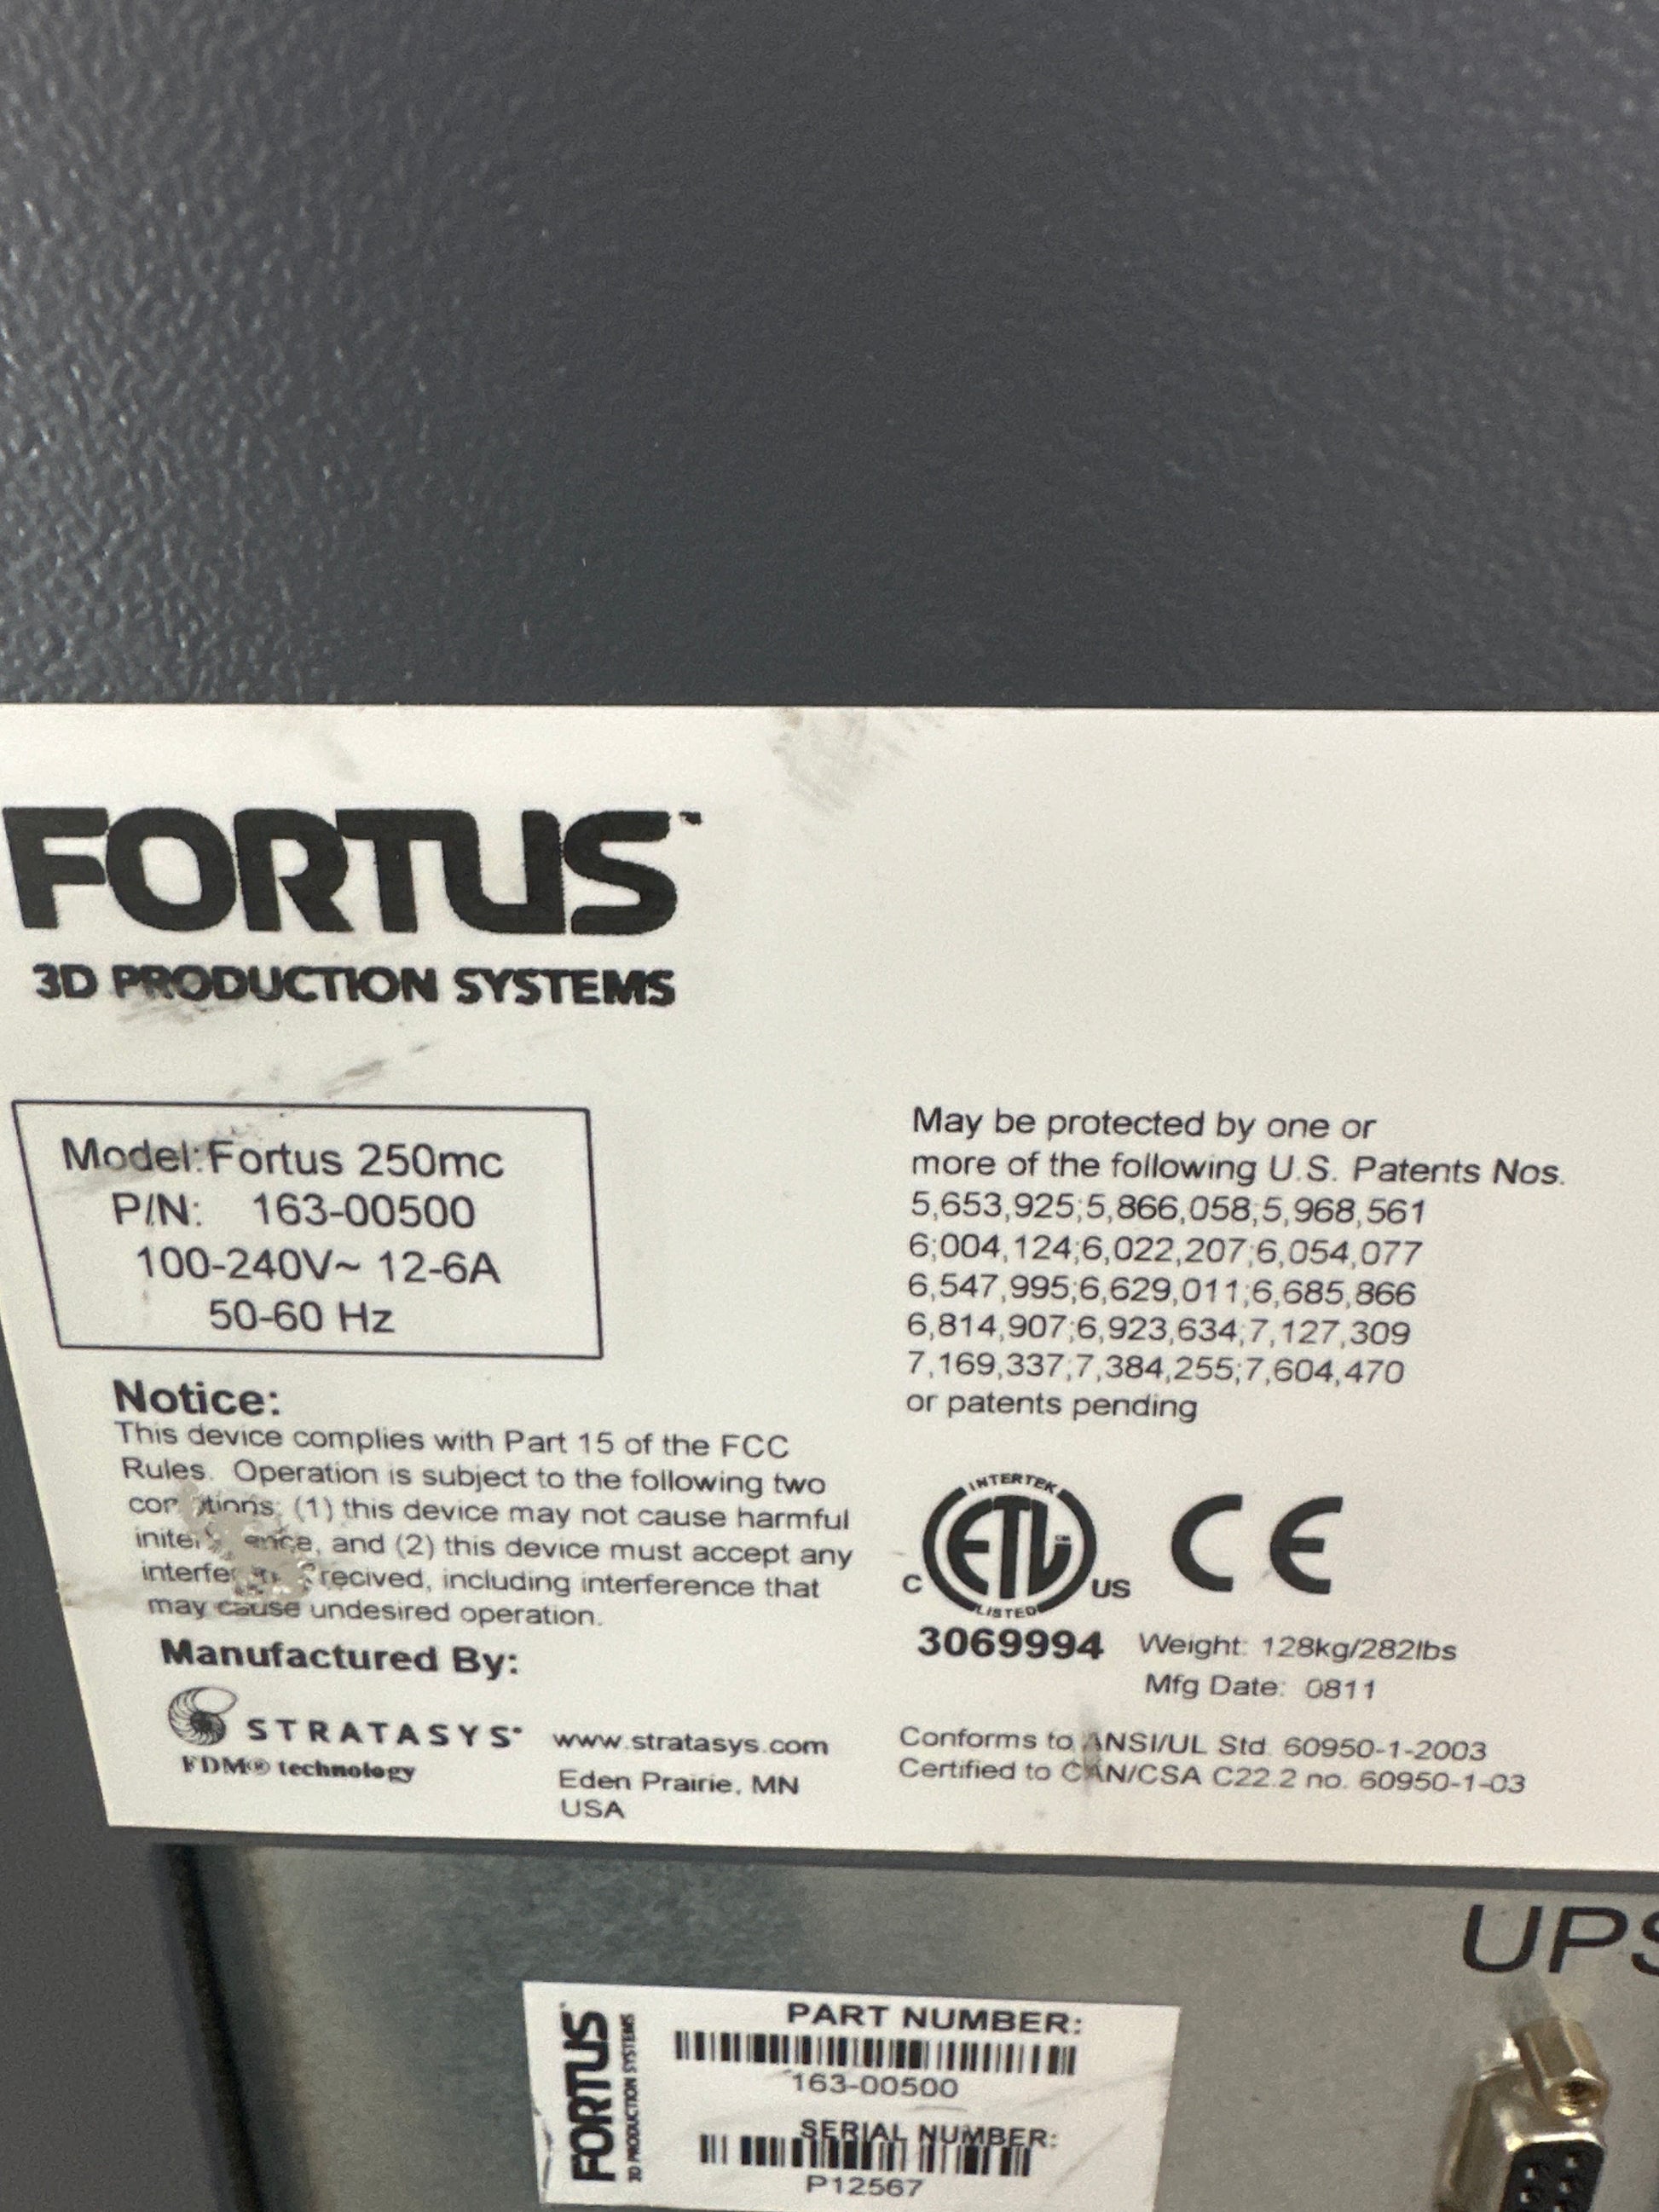 FORTUS™
3D PRODUCTION SYSTEMS
Model: Fortus 250mc
P/N: 163-00500
100-240V~ 12-6A
50-60 Hz
Notice:
This device complies with Part 15 of the FCC
Rules. Operation is subject to the following two
(1) this device may not cause harmful
and (2) this device must accept any
recived, including interference that
may cause undesired operation.
Manufactured By:
STRATASYS
FDM® technology
www.stratasys.com
Eden Prairie, MN
USA
May be protected by one or
more of the following U.S. Patents Nos.
5,653,925;5,866,058;5,968,561
6;004,124;6,022,207;6,054,077
6,547,995;6,629,011;6,685,866
6,814,907;6,923,634;7,127,309
7,169,337;7,384,255;7,604,470
or patents pending
INTERTEK
ETL
C US
LISTED
CE
3069994
Weight: 128kg/282lbs
Mfg Date: 0811
Conforms to ANSI/UL Std 60950-1-2003
Certified to CAN/CSA C22.2 no. 60950-1-03
UPS
FORTUS
3D PRODUCTION SYSTEMS
PART NUMBER:
163-00500
SERIAL NUMBER:
P12567